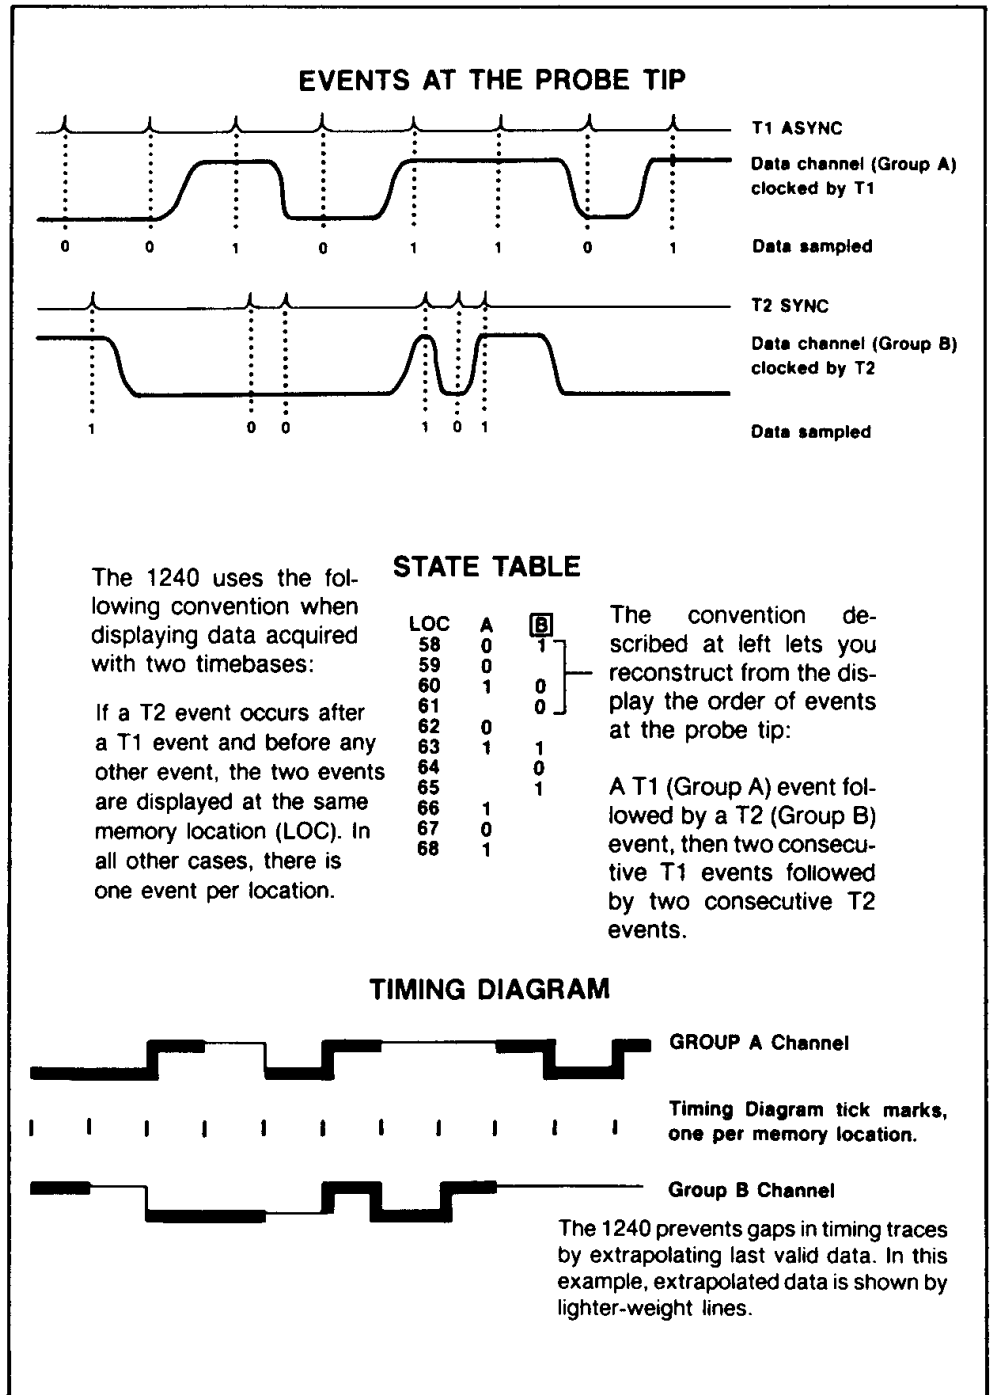 EVENTS AT THE PROBE TIP
T1 ASYNC
Data channel (Group A)
clocked by T1
0 0 1 0 1 1 0 1
Data sampled
T2 SYNC
Data channel (Group B)
clocked by T2
1 0 0 1 0 1
Data sampled
The 1240 uses the fol-
lowing convention when
displaying data acquired
with two timebases:
If a T2 event occurs after
a T1 event and before any
other event, the two events
are displayed at the same
memory location (LOC). In
all other cases, there is
one event per location.
STATE TABLE
LOC A B
58 0 1
59 0
60 1 0
61 0
62 0
63 1 1
64 0
65 1
66 1
67 0
68 1
The convention de-
scribed at left lets you
reconstruct from the dis-
play the order of events
at the probe tip:
A T1 (Group A) event fol-
lowed by a T2 (Group B)
event, then two consecu-
tive T1 events followed
by two consecutive T2
events.
TIMING DIAGRAM
GROUP A Channel
Timing Diagram tick marks,
one per memory location.
Group B Channel
The 1240 prevents gaps in timing traces
by extrapolating last valid data. In this
example, extrapolated data is shown by
lighter-weight lines.